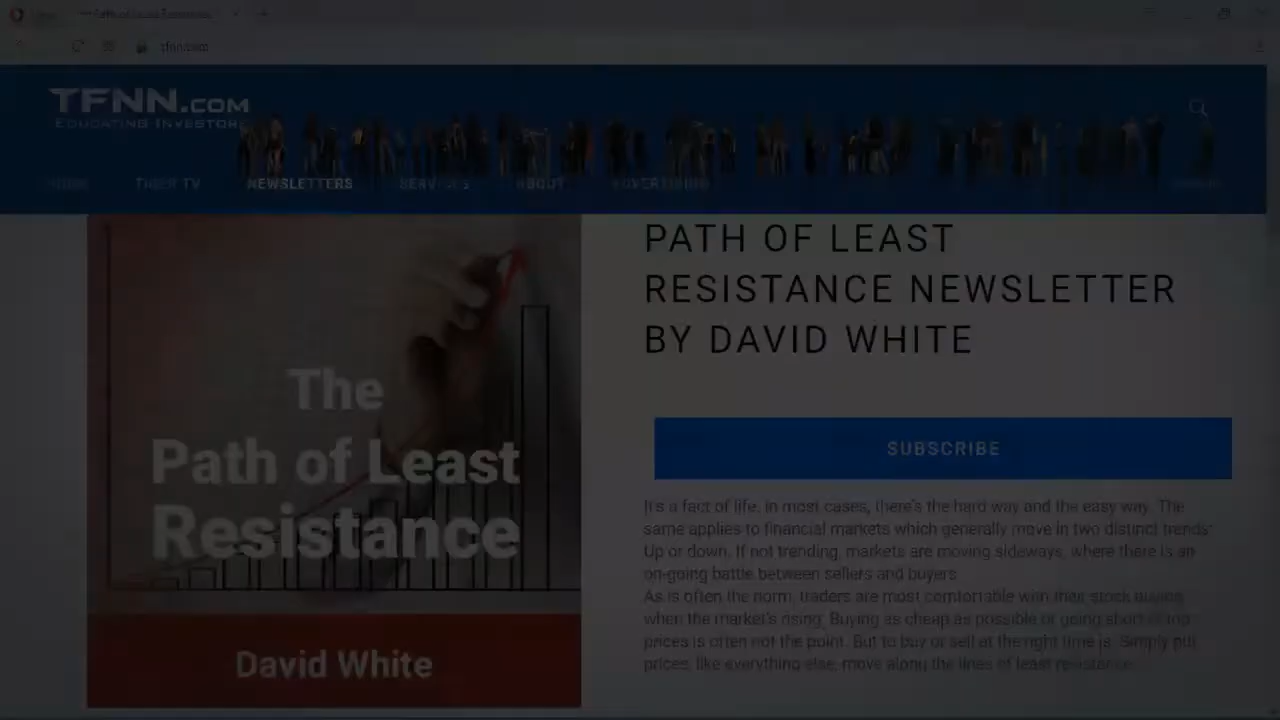 tfnn.com
TFNN.COM
EDUCATING INVESTORS
HOME TIGER TV NEWSLETTERS SERVICES ABOUT ADVERTISING
PATH OF LEAST
RESISTANCE NEWSLETTER
BY DAVID WHITE
The
Path of Least
Resistance
David White
SUBSCRIBE
It's a fact of life. In most cases, there's the hard way and the easy way. The
same applies to financial markets which generally move in two distinct trends:
Up or down. If not trending, markets are moving sideways, where there is an
on-going battle between sellers and buyers
As is often the norm, traders are most comfortable with their stock
when the market's rising. Buying as cheap as possible or going short at top
prices is often not the point. But to buy or sell at the right time is. Simply put
prices, like everything else, move along the lines of least resistance